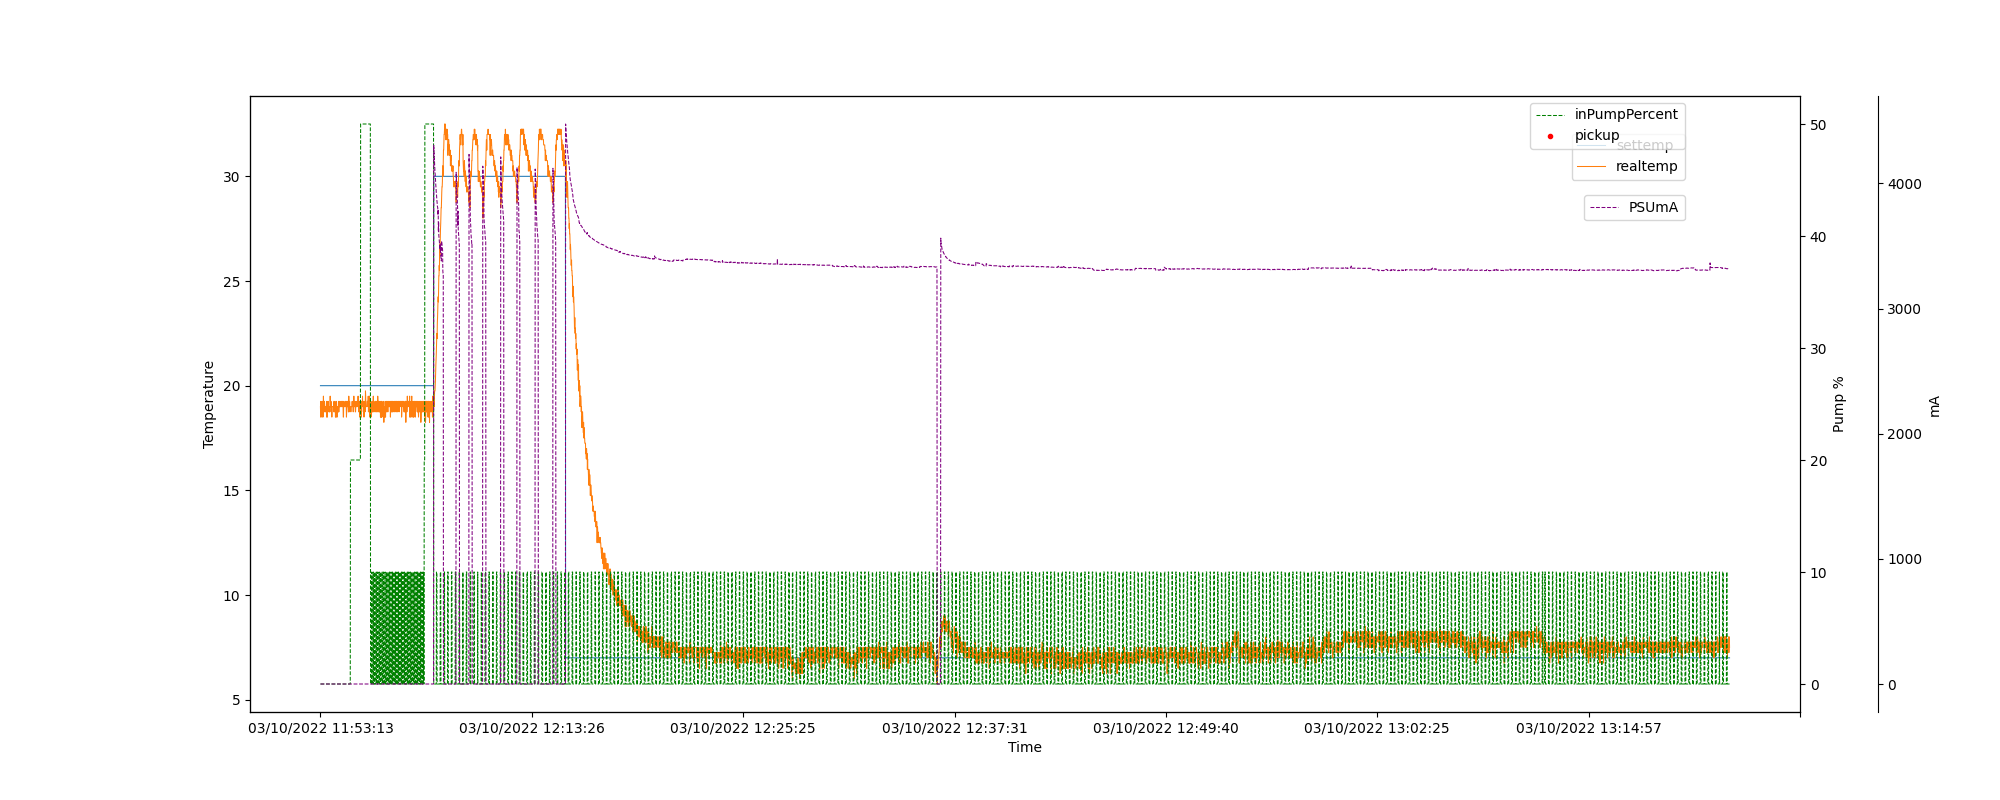 inPumpPercent
pickup
settemp
realtemp
PSUmA
30
25
20
15
10
5
Temperature
50
40
30
20
10
0
Pump %
4000
3000
2000
1000
0
mA
03/10/2022 11:53:13
03/10/2022 12:13:26
03/10/2022 12:25:25
03/10/2022 12:37:31
03/10/2022 12:49:40
03/10/2022 13:02:25
03/10/2022 13:14:57
Time